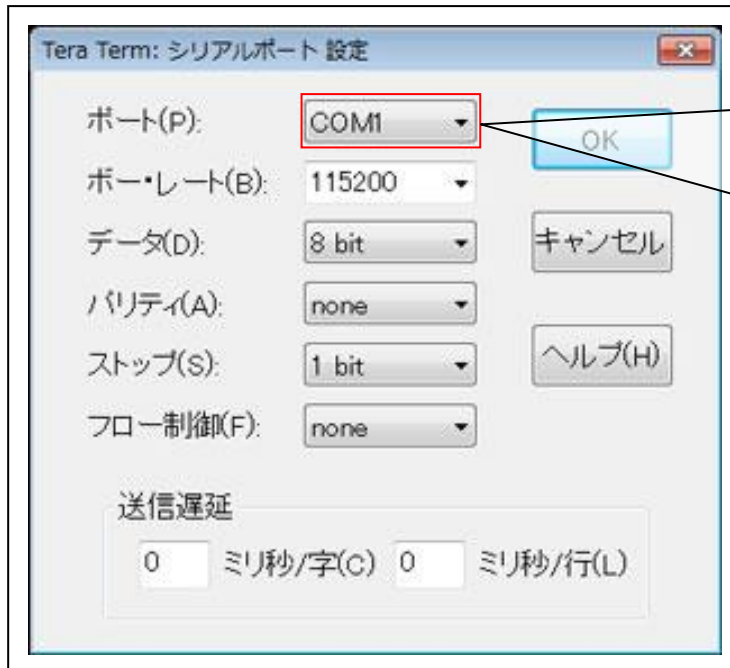 Tera Term: シリアルポート 設定
ポート(P): COM1
OK
ボー・レート(B): 115200
データ(D): 8 bit
キャンセル
パリティ(A): none
ストップ(S): 1 bit
ヘルプ(H)
フロー制御(F): none
送信遅延
0 ミリ秒/字(C) 0 ミリ秒/行(L)